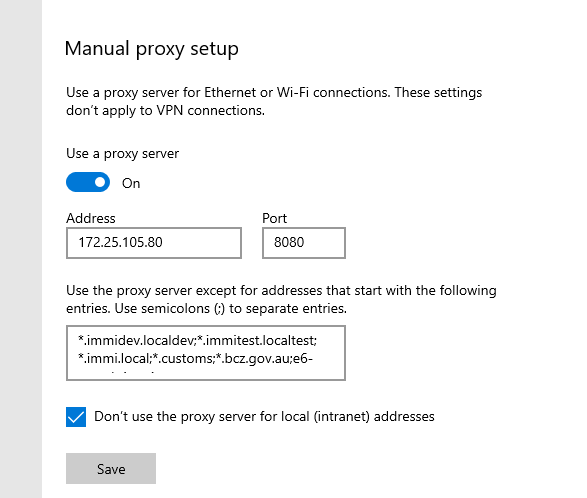 Manual proxy setup
Use a proxy server for Ethernet or Wi-Fi connections. These settings
don't apply to VPN connections.
Use a proxy server
On
Address Port
172.25.105.80 8080
Use the proxy server except for addresses that start with the following
entries. Use semicolons (;) to separate entries.
*.immidev.localdev;*.immitest.localtest;
*.immi.local;*.customs;*.bcz.gov.au;e6-
Don't use the proxy server for local (intranet) addresses
Save